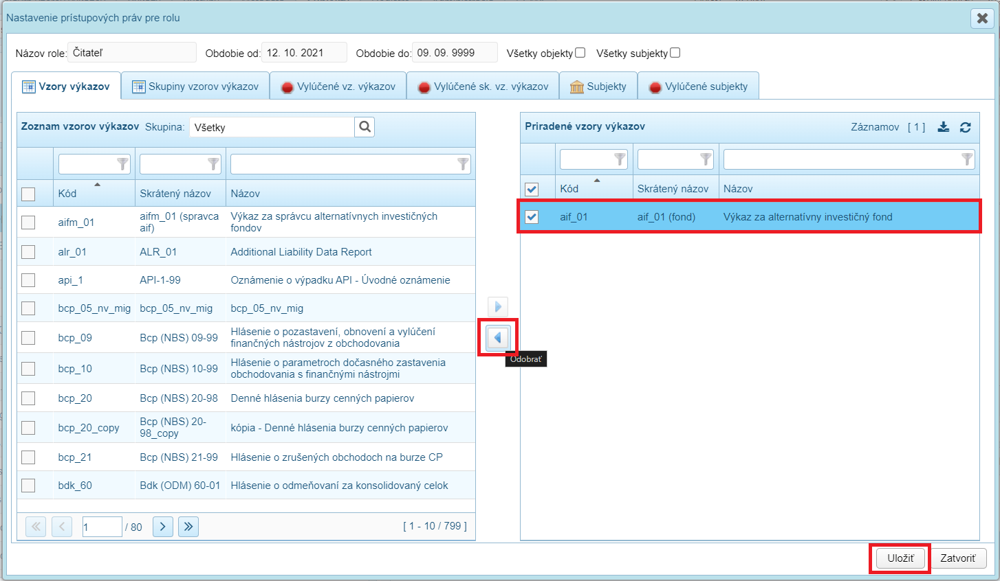 Nastavenie prístupových práv pre rolu
Názov role: Čitateľ Obdobie od: 12. 10. 2021 Obdobie do: 09. 09. 9999 Všetky objekty Všetky subjekty
Vzory výkazov Skupiny vzorov výkazov Vylúčené vz. výkazov Vylúčené sk. vz. výkazov Subjekty Vylúčené subjekty
Zoznam vzorov výkazov Skupina: Všetky
Kód Skrátený názov Názov
aifm_01 aifm_01 (spravca aif) Výkaz za správcu alternatívnych investičných fondov
alr_01 ALR_01 Additional Liability Data Report
api_1 API-1-99 Oznámenie o výpadku API - Úvodné oznámenie
bcp_05_nv_mig bcp_05_nv_mig bcp_05_nv_mig
bcp_09 Bcp (NBS) 09-99 Hlásenie o pozastavení, obnovení a vylúčení finančných nástrojov z obchodovania
bcp_10 Bcp (NBS) 10-99 Hlásenie o parametroch dočasného zastavenia obchodovania s finančnými nástrojmi
bcp_20 Bcp (NBS) 20-98 Denné hlásenia burzy cenných papierov
bcp_20_copy Bcp (NBS) 20-98_copy kópia - Denné hlásenia burzy cenných papierov
bcp_21 Bcp (NBS) 21-99 Hlásenie o zrušených obchodoch na burze CP
bdk_60 Bdk (ODM) 60-01 Hlásenie o odmeňovaní za konsolidovaný celok
1 / 80 [ 1 - 10 / 799 ]
Odobrať
Priradené vzory výkazov Záznamov [ 1 ]
Kód Skrátený názov Názov
aif_01 aif_01 (fond) Výkaz za alternatívny investičný fond
Uložiť Zatvoriť